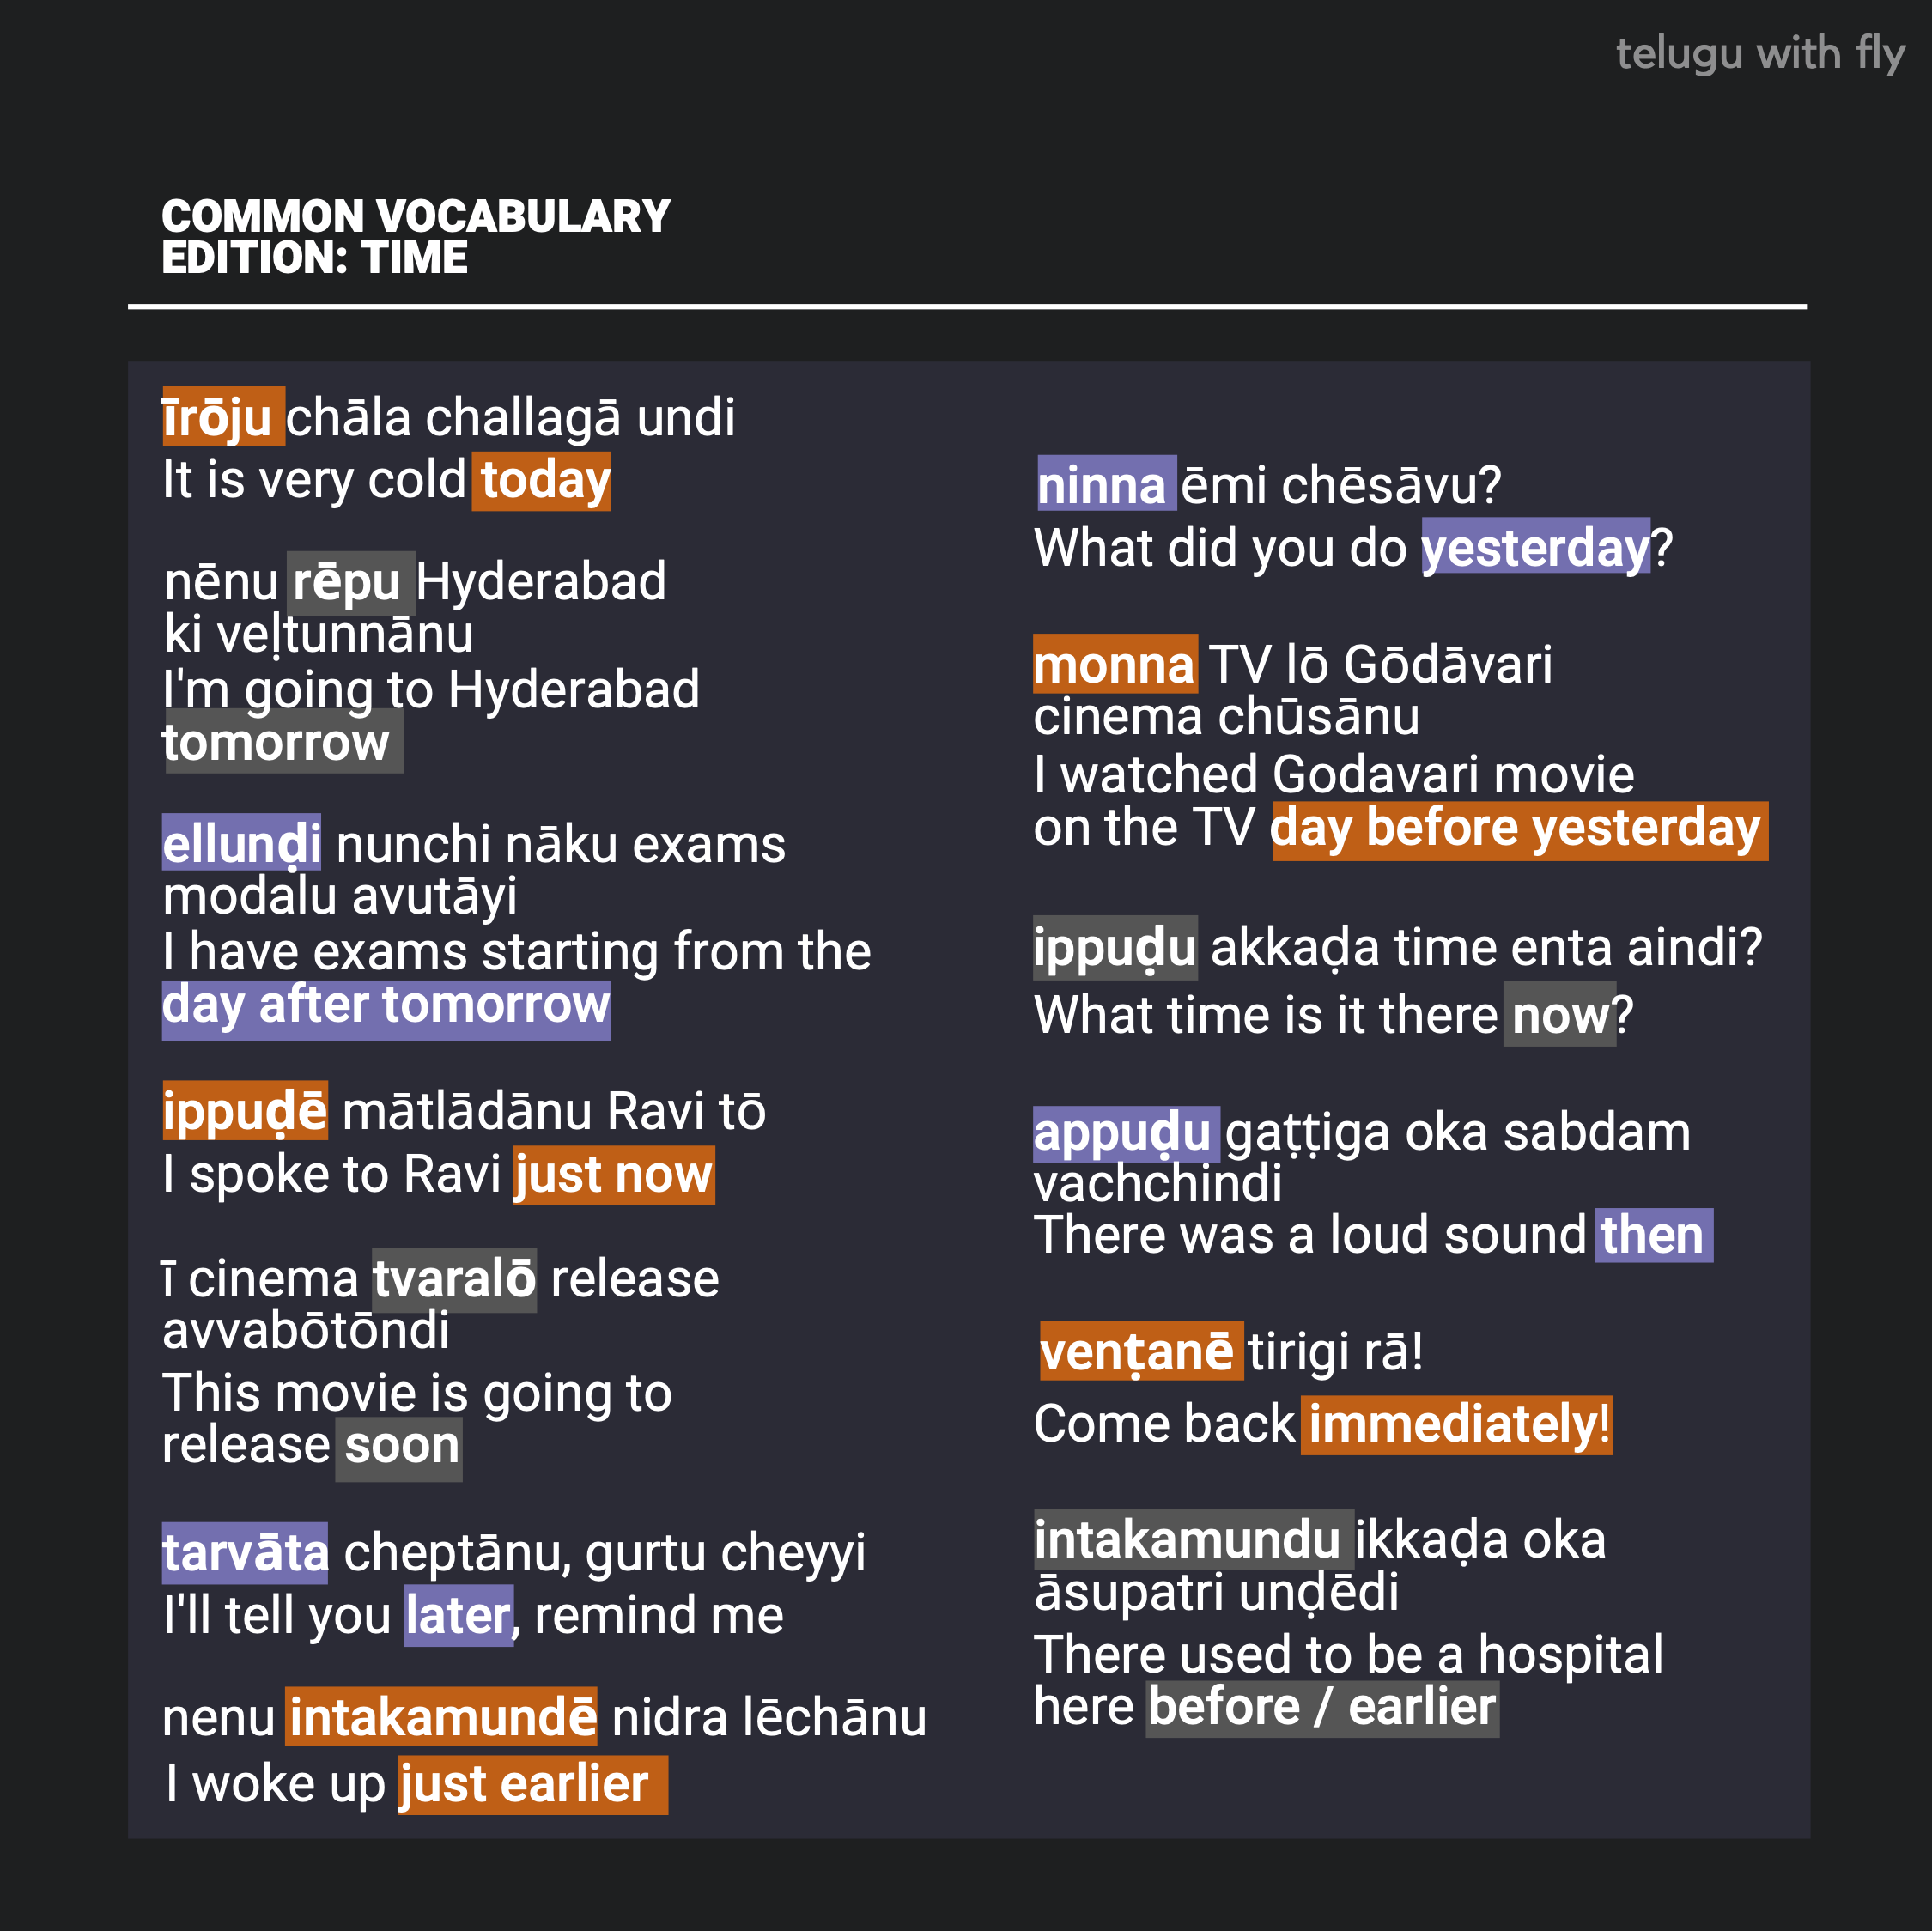 telugu with fly
COMMON VOCABULARY
EDITION: TIME
īrōju chāla challagā undi
It is very cold today
nēnu rēpu Hyderabad
ki veḷtunnānu
I'm going to Hyderabad
tomorrow
ellunḍi nunchi nāku exams
modalu avutāyi
I have exams starting from the
day after tomorrow
ippuḍē mātlādānu Ravi tō
I spoke to Ravi just now
ī cinema tvaralō release
avvabōtōndi
This movie is going to
release soon
tarvāta cheptānu, gurtu cheyyi
I'll tell you later, remind me
nenu intakamundē nidra lēchānu
I woke up just earlier
ninna ēmi chēsāvu?
What did you do yesterday?
monna TV lō Gōdāvari
cinema chūsānu
I watched Godavari movie
on the TV day before yesterday
ippuḍu akkaḍa time enta aindi?
What time is it there now?
appuḍu gaṭṭiga oka sabdam
vachchindi
There was a loud sound then
venṭanē tirigi rā!
Come back immediately!
intakamundu ikkaḍa oka
āsupatri unḍēdi
There used to be a hospital
here before / earlier